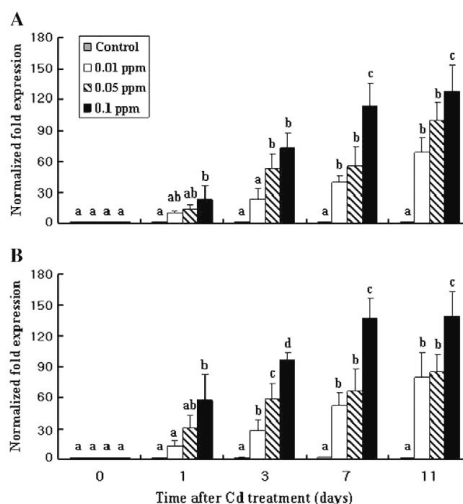 A
Normalized fold expression
180
150
120
90
60
30
0
Control
0.01 ppm
0.05 ppm
0.1 ppm
a a a a
a ab ab b
a a b b
a b b c
a b b b
B
Normalized fold expression
180
150
120
90
60
30
0
a a a a
a a ab b
a b c d
a b b c
a b b c
0 1 3 7 11
Time after Cd treatment (days)